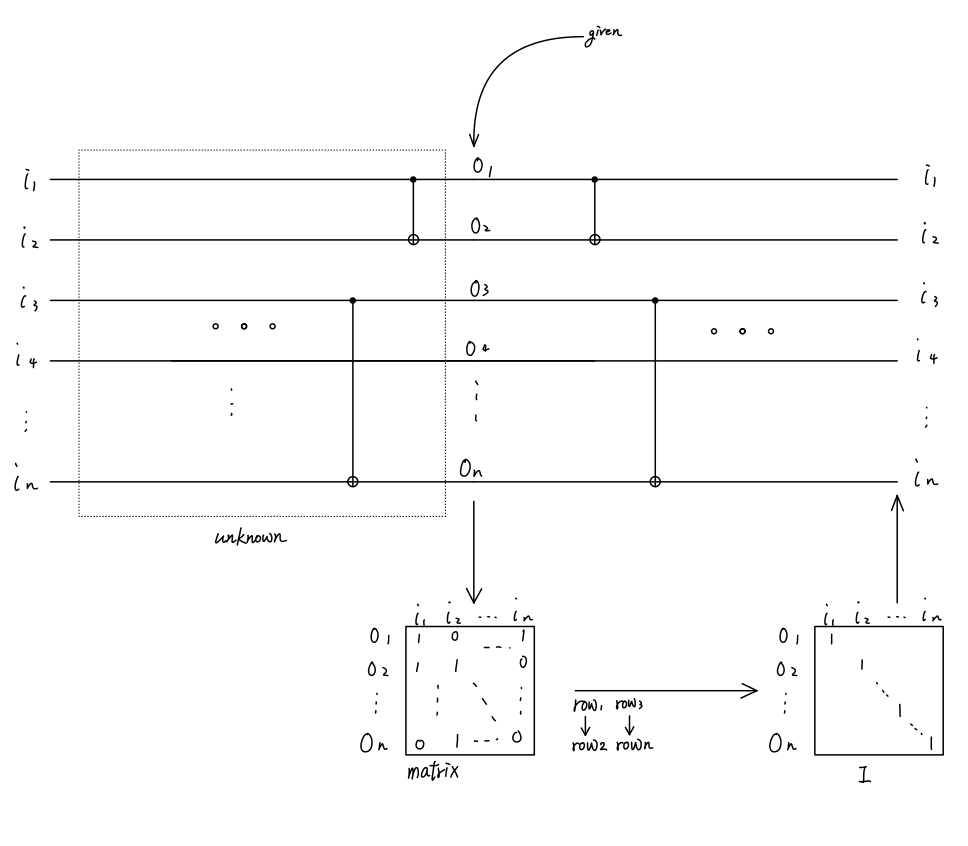 given
i₁ O₁ i₁
i₂ O₂ i₂
i₃ O₃ i₃
i₄ O₄ i₄
iₙ Oₙ iₙ
unknown
i₁ i₂ --- iₙ
O₁ 1 0 --- 1
O₂ 1 1 0
Oₙ 0 1 --- 0
matrix
row₁ row₃
row₂ rowₙ
i₁ i₂ --- iₙ
O₁ 1
O₂ 1
1
Oₙ 1
I